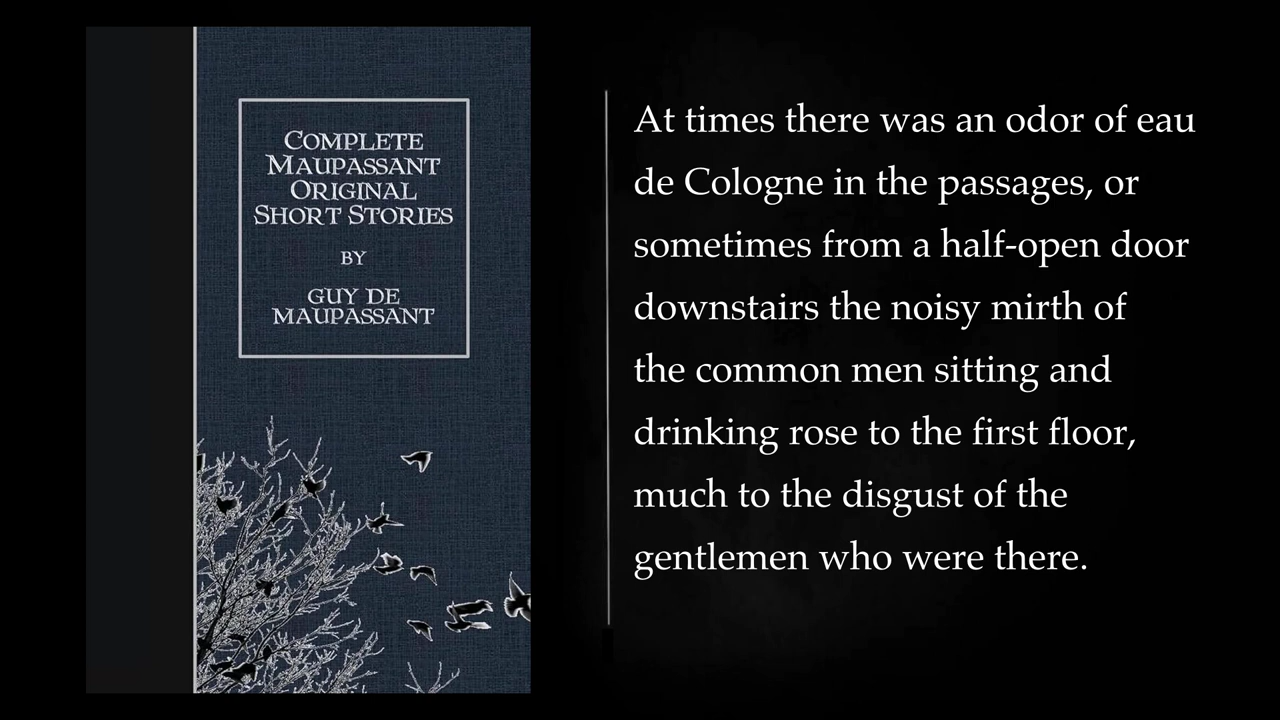 COMPLETE
MAUPASSANT
ORIGINAL
SHORT STORIES
BY
GUY DE
MAUPASSANT
At times there was an odor of eau
de Cologne in the passages, or
sometimes from a half-open door
downstairs the noisy mirth of
the common men sitting and
drinking rose to the first floor,
much to the disgust of the
gentlemen who were there.